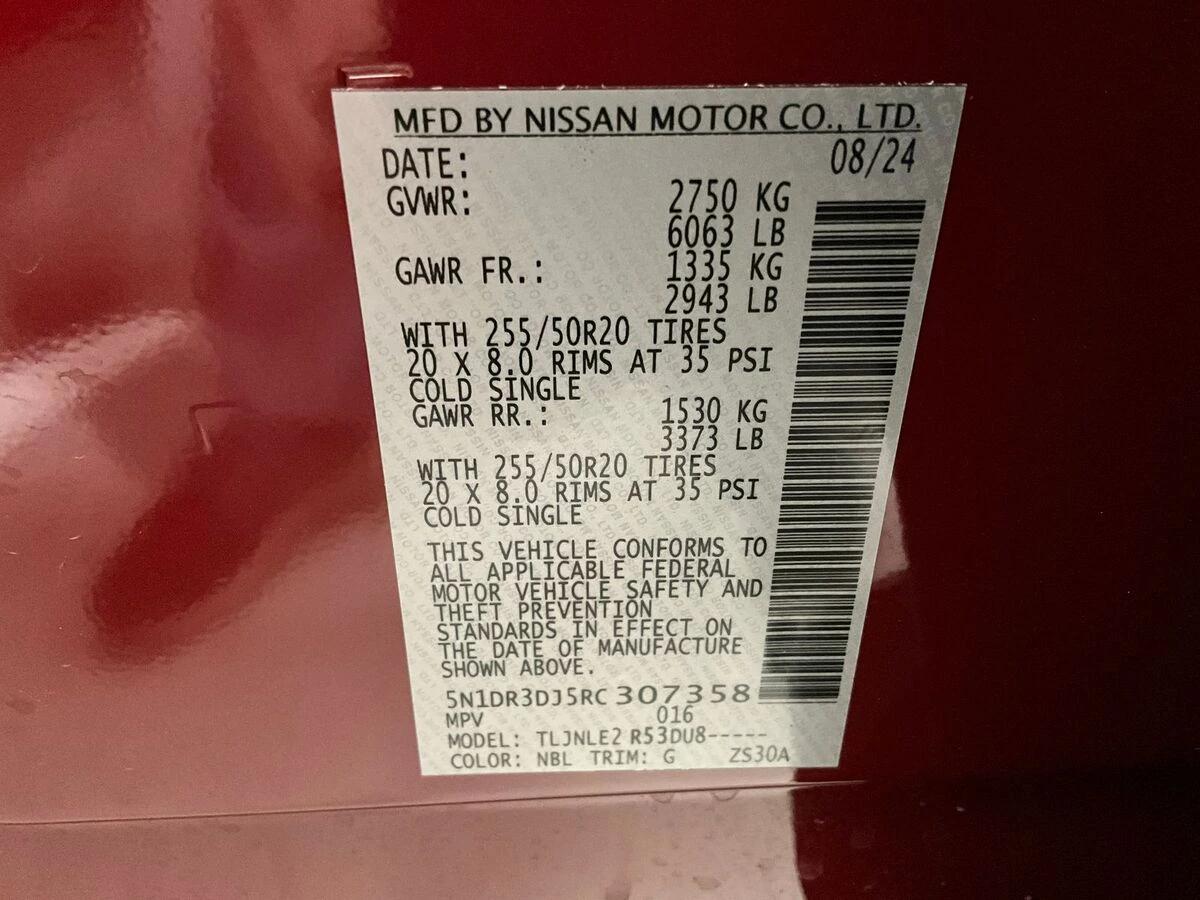 MFD BY NISSAN MOTOR CO., LTD.
DATE: 08/24
GVWR: 2750 KG
6063 LB
GAWR FR.: 1335 KG
2943 LB
WITH 255/50R20 TIRES
20 X 8.0 RIMS AT 35 PSI
COLD SINGLE
GAWR RR.: 1530 KG
3373 LB
WITH 255/50R20 TIRES
20 X 8.0 RIMS AT 35 PSI
COLD SINGLE
THIS VEHICLE CONFORMS TO
ALL APPLICABLE FEDERAL
MOTOR VEHICLE SAFETY AND
THEFT PREVENTION
STANDARDS IN EFFECT ON
THE DATE OF MANUFACTURE
SHOWN ABOVE.
5N1DR3DJ5RC 307358
MPV 016
MODEL: TLJNLE2 R53DU8-----
COLOR: NBL TRIM: G ZS30A